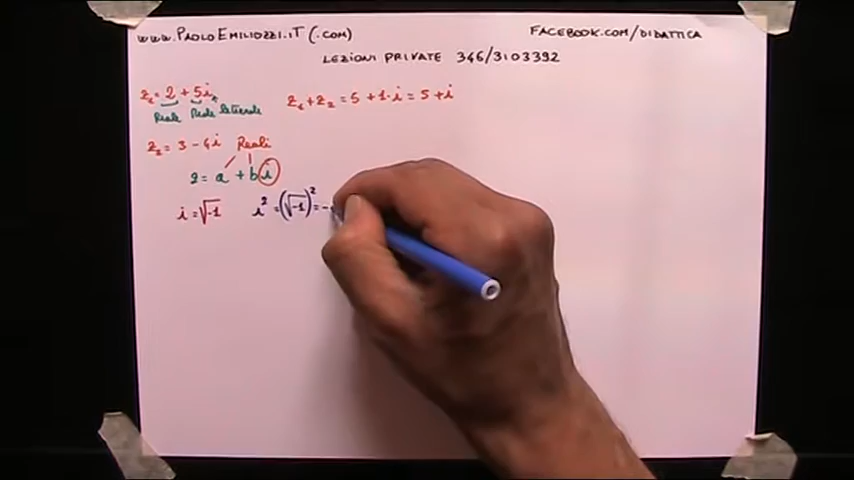 www.PaoloEmiliozzi.it (.com)
Facebook.com/didattica
Lezioni private 346/3103392
z₁ = 2 + 5i
Reale Reale letterale
z₁ + z₂ = 5 + 1·i = 5 + i
z₂ = 3 - 4i
Reali
z = a + bi
i = √-1
i² = (√-1)² = -